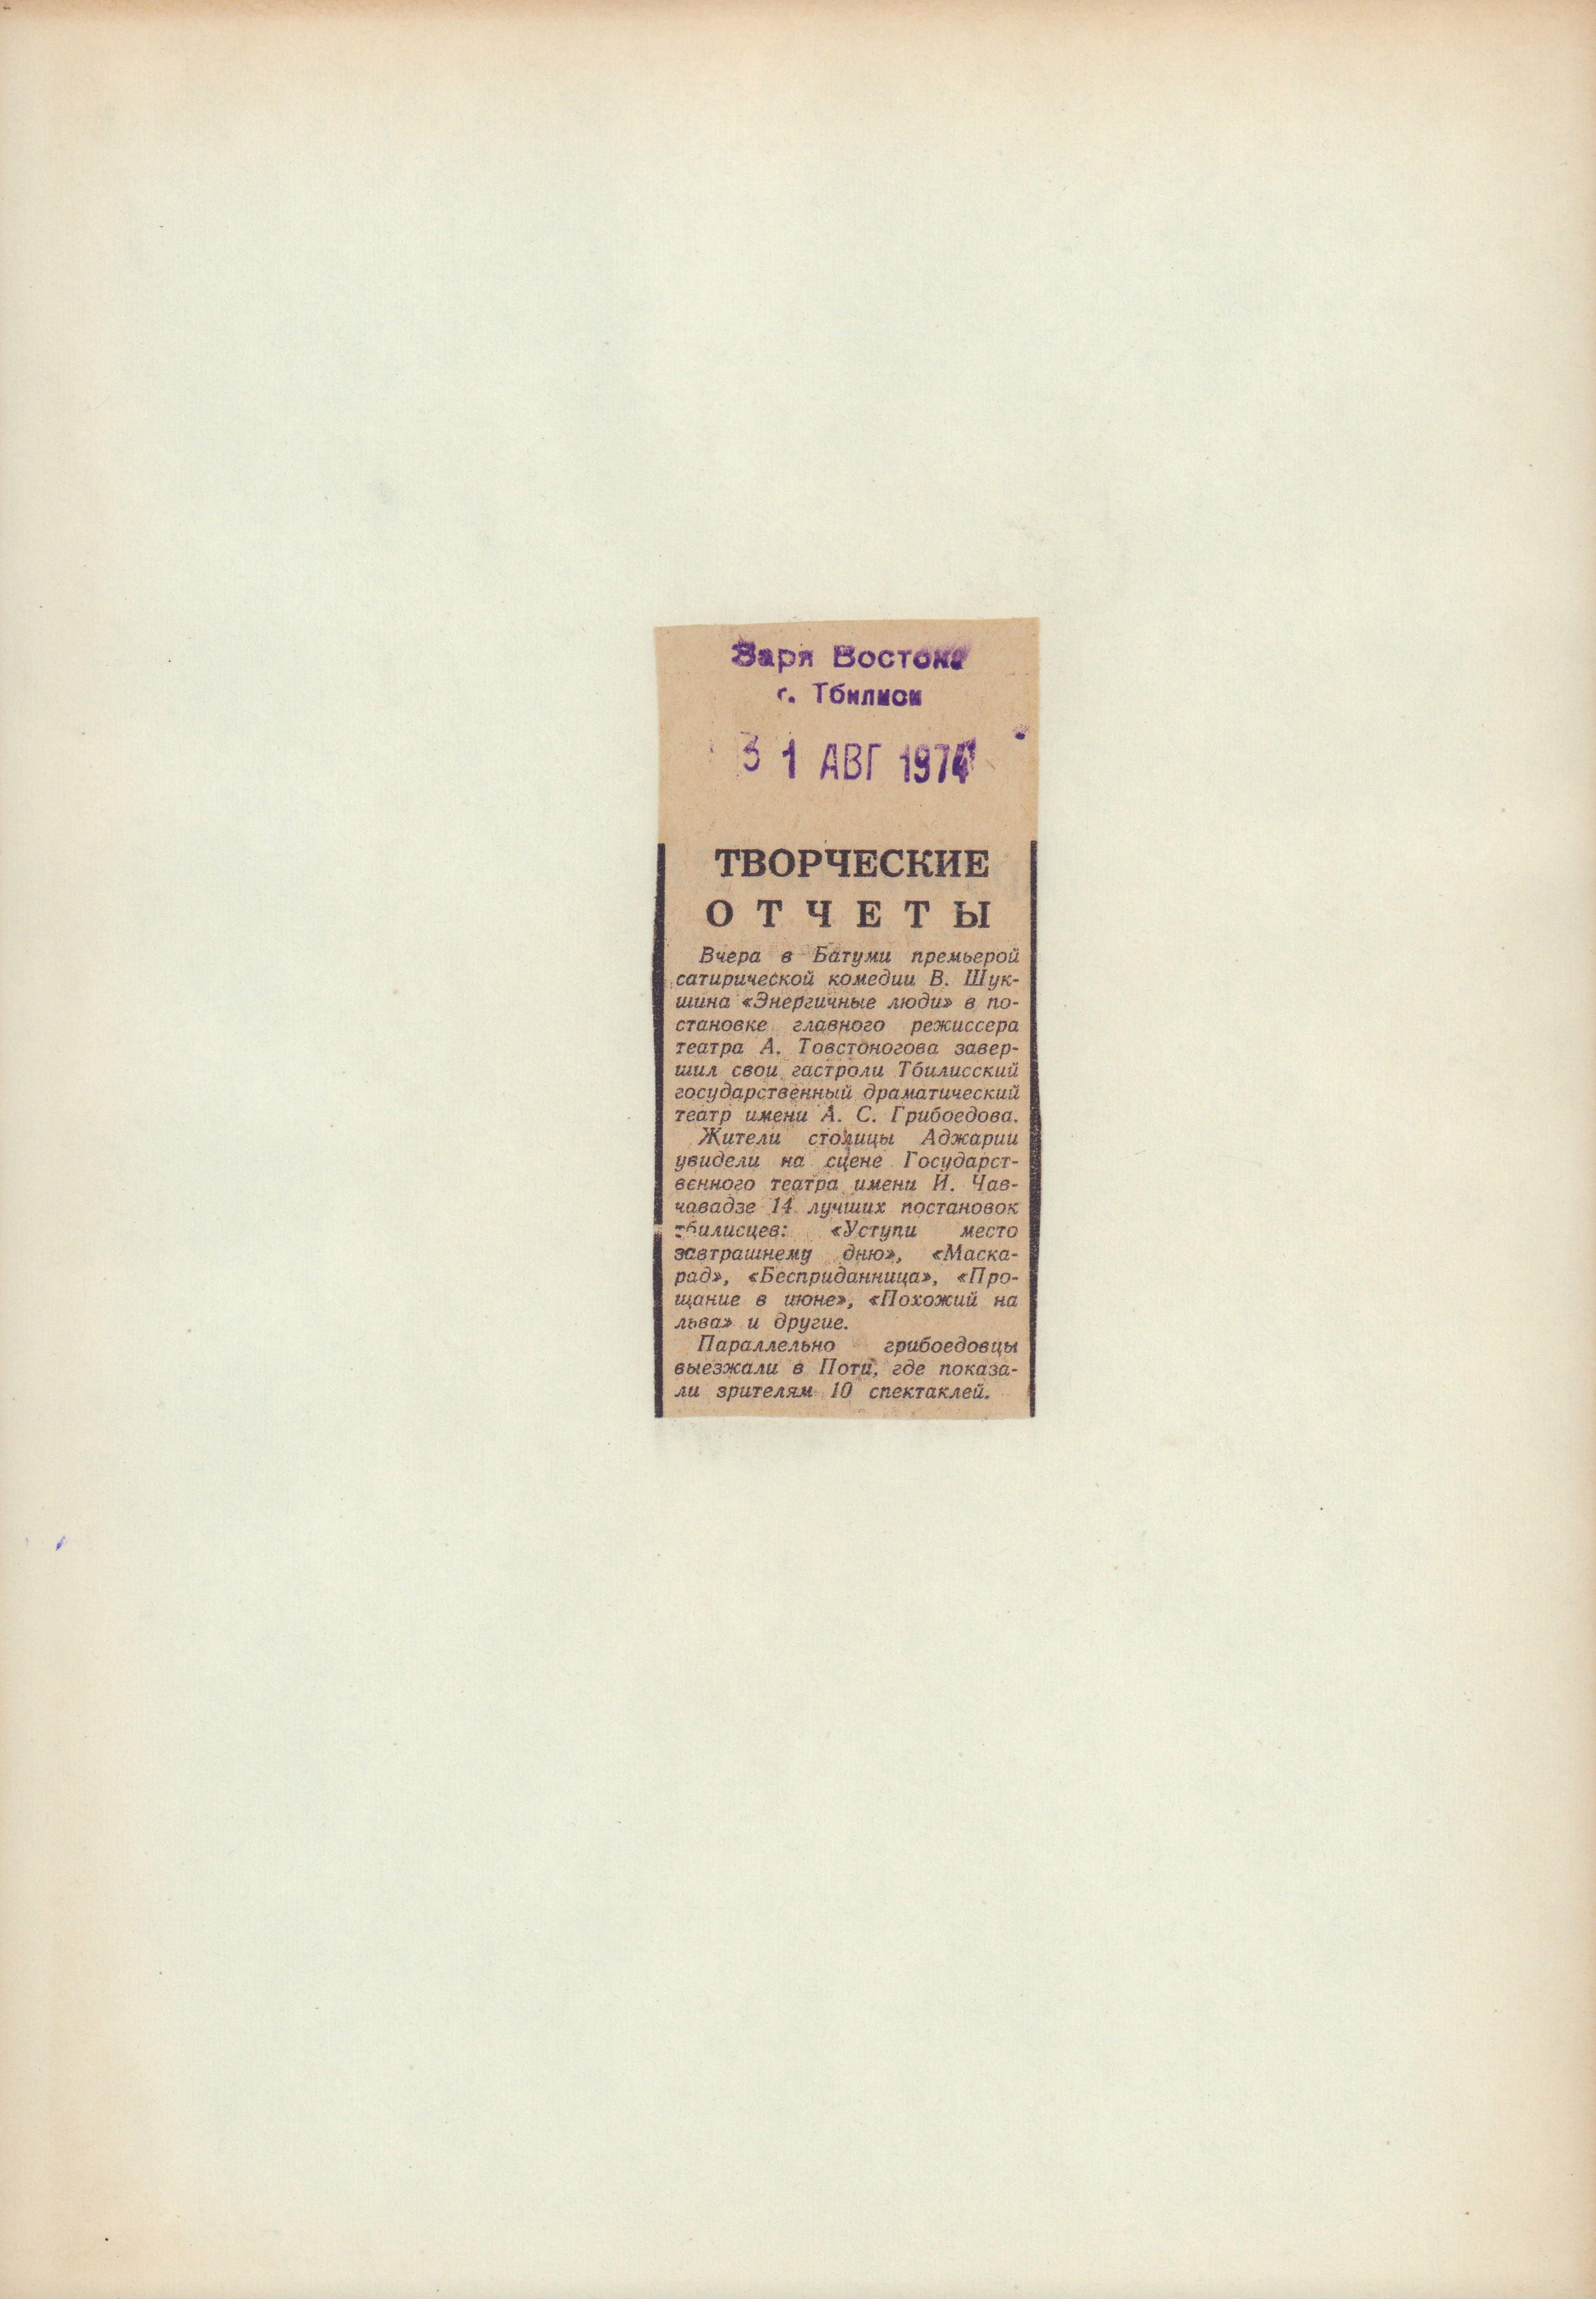 Заря Востока
г. Тбилиси
31 АВГ 1974
ТВОРЧЕСКИЕ
ОТЧЕТЫ
Вчера в Батуми премьерой
сатирической комедии В. Шук-
шина «Энергичные люди» в по-
становке главного режиссера
театра А. Товстоногова завер-
шил свои гастроли Тбилисский
государственный драматический
театр имени А. С. Грибоедова.
Жители столицы Аджарии
увидели на сцене Государст-
венного театра имени И. Чав-
чавадзе 14 лучших постановок
тбилисцев: «Уступи место
завтрашнему дню», «Маска-
рад», «Бесприданница», «Про-
щание в июне», «Похожий на
льва» и другие.
Параллельно грибоедовцы
выезжали в Поти, где показа-
ли зрителям 10 спектаклей.